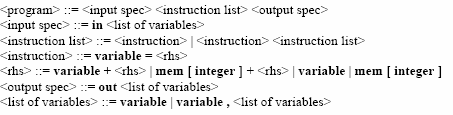 <program> ::= <input spec> <instruction list> <output spec>
<input spec> ::= in <list of variables>
<instruction list> ::= <instruction> | <instruction> <instruction list>
<instruction> ::= variable = <rhs>
<rhs> ::= variable + <rhs> | mem [ integer ] + <rhs> | variable | mem [ integer ]
<output spec> ::= out <list of variables>
<list of variables> ::= variable | variable , <list of variables>